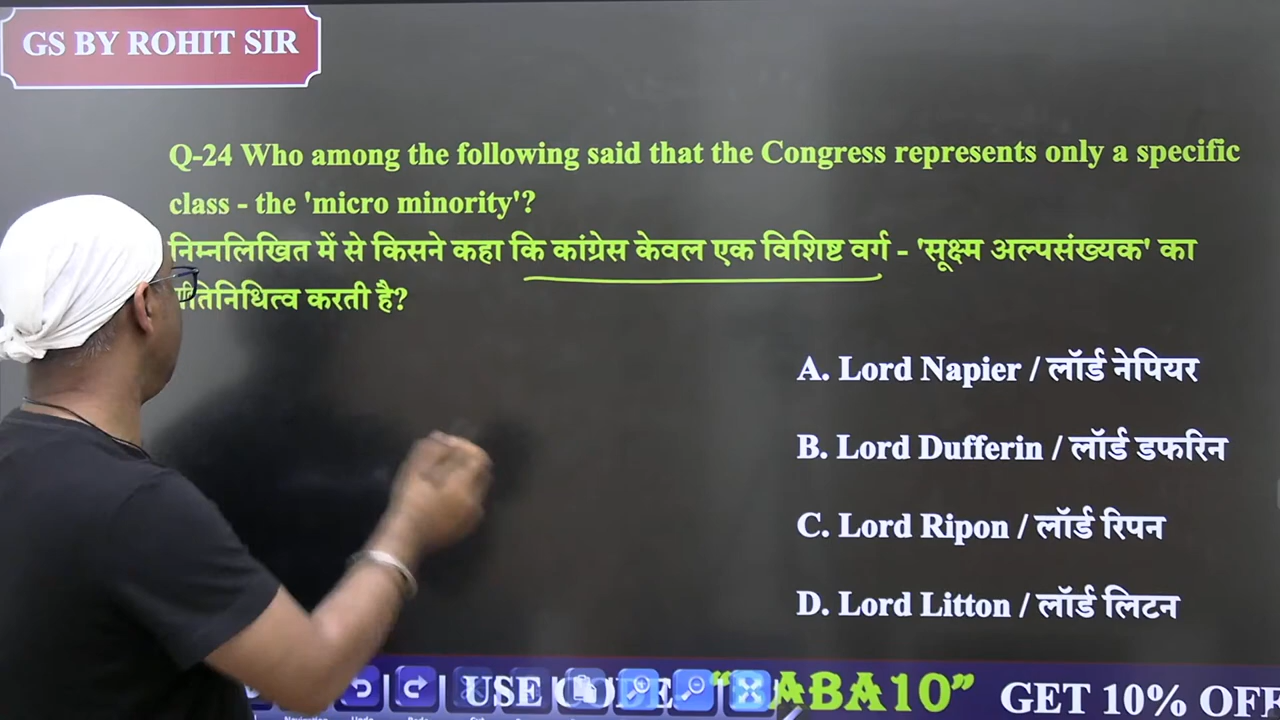 GS BY ROHIT SIR
Q-24 Who among the following said that the Congress represents only a specific
class - the 'micro minority'?
निम्नलिखित में से किसने कहा कि कांग्रेस केवल एक विशिष्ट वर्ग - 'सूक्ष्म अल्पसंख्यक' का
करती है?
A. Lord Napier / लॉर्ड नेपियर
B. Lord Dufferin / लॉर्ड डफरिन
C. Lord Ripon / लॉर्ड रिपन
D. Lord Litton / लॉर्ड लिटन
USE CODE "BABA10" GET 10% OFF